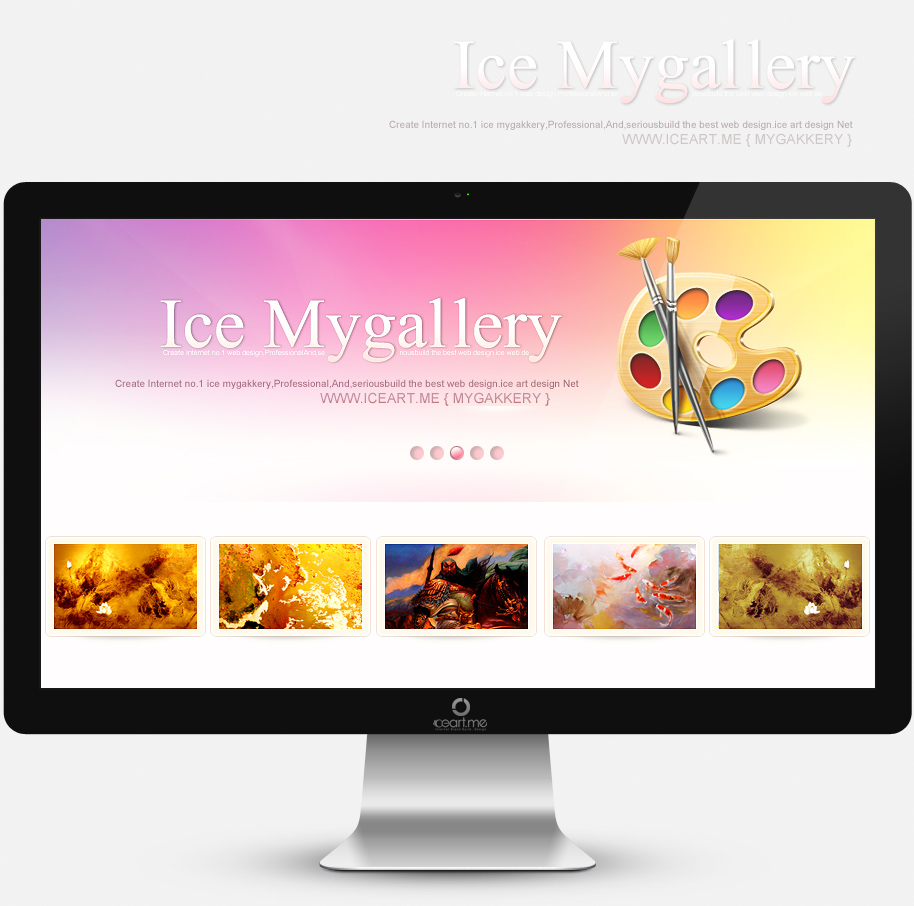 Ice Mygallery
Create Internet no.1 ice mygakkery,Professional,And,seriousbuild the best web design.ice art design Net
WWW.ICEART.ME { MYGAKKERY }
Ice Mygallery
Create Internet no.1 web design,ProfessionalAnd,se riousbuild the best web design ice web de
Create Internet no.1 ice mygakkery,Professional,And,seriousbuild the best web design.ice art design Net
WWW.ICEART.ME { MYGAKKERY }
iceart.me